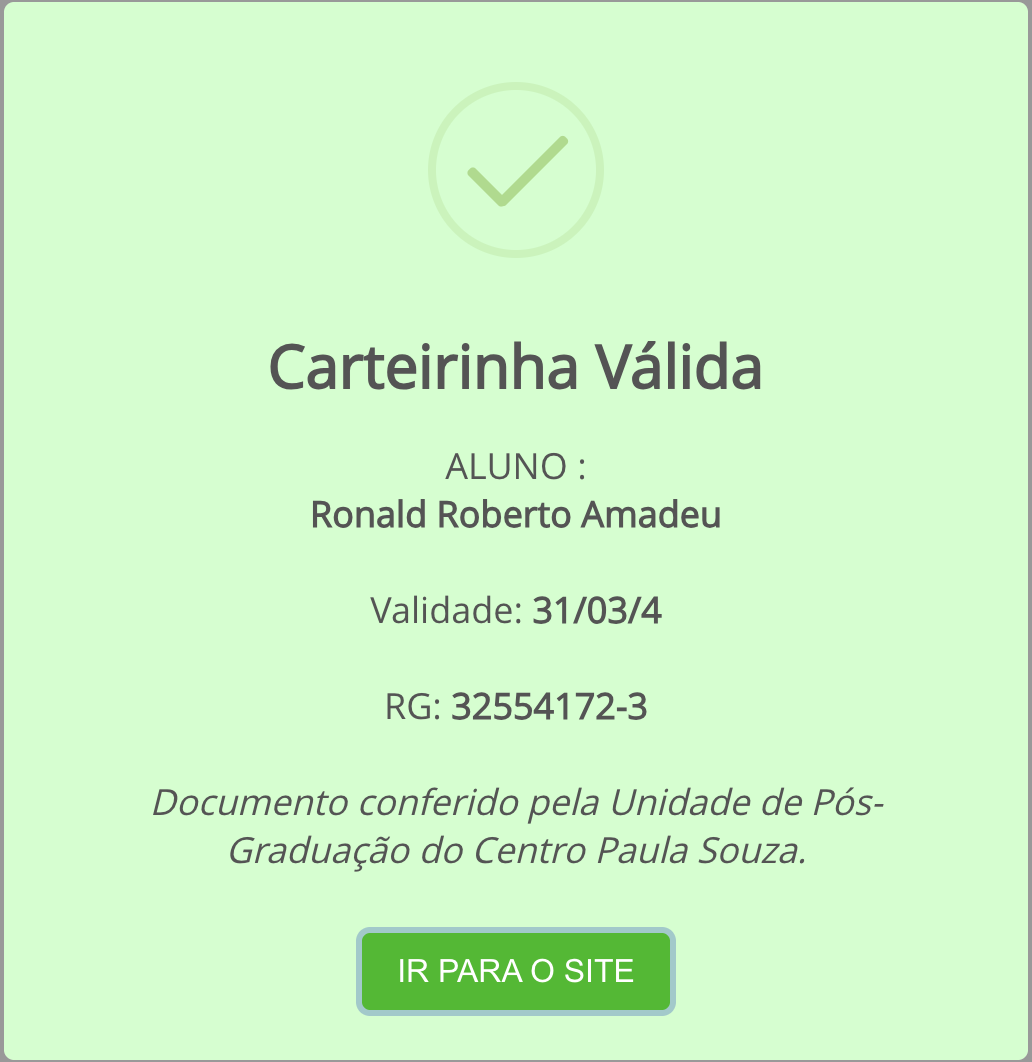 Carteirinha Válida
ALUNO :
Ronald Roberto Amadeu
Validade: 31/03/4
RG: 32554172-3
Documento conferido pela Unidade de Pós-
Graduação do Centro Paula Souza.
IR PARA O SITE